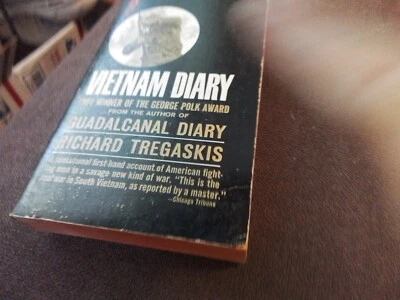 VIETNAM DIARY
WINNER OF THE GEORGE POLK AWARD
FROM THE AUTHOR OF
GUADALCANAL DIARY
RICHARD TREGASKIS
sensational first hand account of American fight-
ing men in a savage new kind of war. "This is the
war in South Vietnam, as reported by a master."
—Chicago Tribune